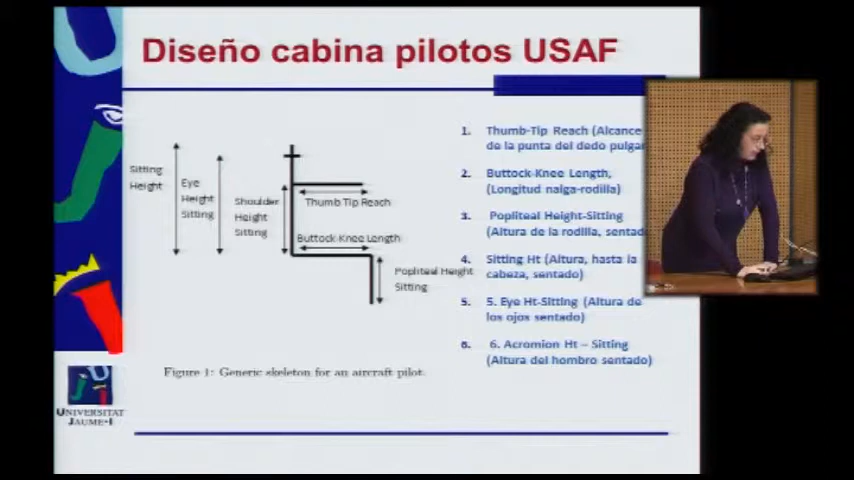 Diseño cabina pilotos USAF
Sitting
Height
Eye
Height
Sitting
Shoulder
Height
Sitting
Thumb Tip Reach
Buttock-Knee Length
Popliteal Height
Sitting
Figure 1: Generic skeleton for an aircraft pilot.
1. Thumb-Tip Reach (Alcance
de la punta del dedo pulgar
2. Buttock-Knee Length,
(Longitud nalga-rodilla)
3. Popliteal Height-Sitting
(Altura de la rodilla, sentad
4. Sitting Ht (Altura, hasta la
cabeza, sentado)
5. 5. Eye Ht-Sitting (Altura de
los ojos sentado)
6. 6. Acromion Ht – Sitting
(Altura del hombro sentado)
UNIVERSITAT
JAUME·I